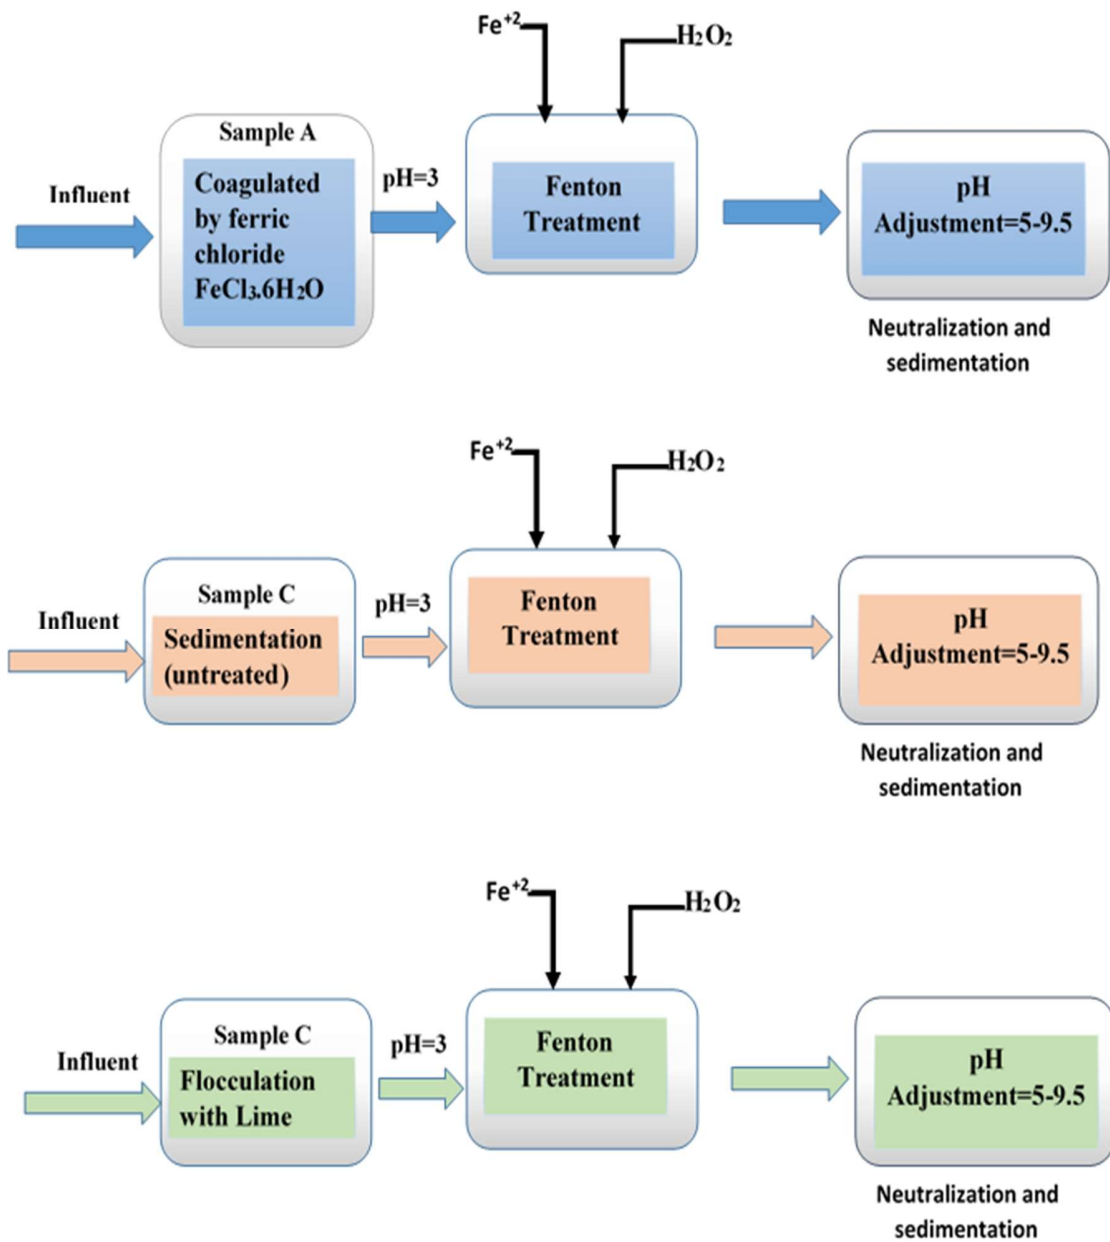 Fe⁺²
H₂O₂
Sample A
Influent
Coagulated
by ferric
chloride
FeCl₃.6H₂O
pH=3
Fenton
Treatment
pH
Adjustment=5-9.5
Neutralization and
sedimentation
Fe⁺²
H₂O₂
Sample C
Influent
Sedimentation
(untreated)
pH=3
Fenton
Treatment
pH
Adjustment=5-9.5
Neutralization and
sedimentation
Fe⁺²
H₂O₂
Sample C
Influent
Flocculation
with Lime
pH=3
Fenton
Treatment
pH
Adjustment=5-9.5
Neutralization and
sedimentation